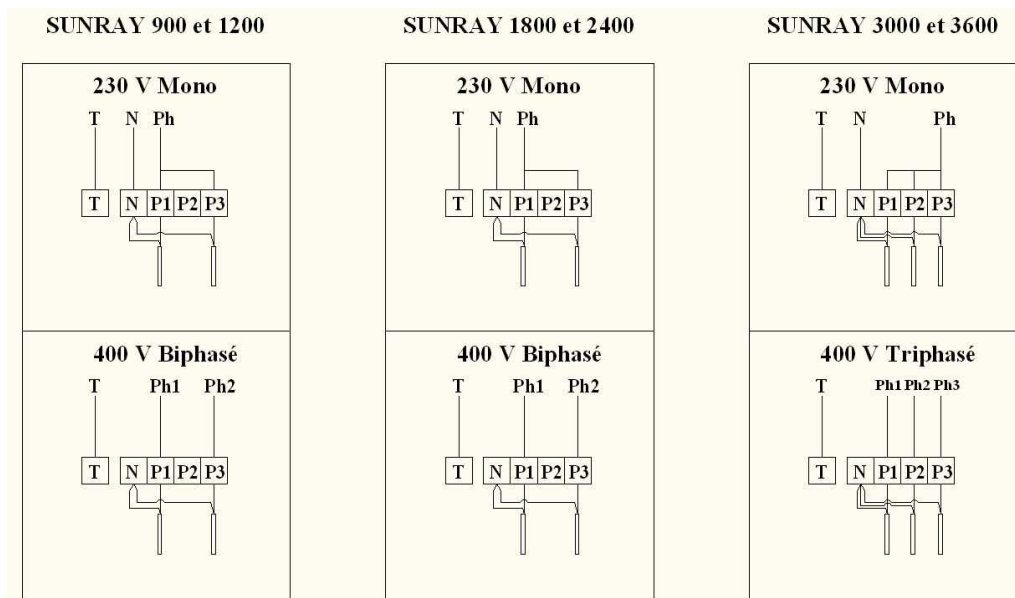 SUNRAY 900 et 1200
SUNRAY 1800 et 2400
SUNRAY 3000 et 3600
230 V Mono
230 V Mono
230 V Mono
T N Ph
T N Ph
T N Ph
T N P1 P2 P3
T N P1 P2 P3
T N P1 P2 P3
400 V Biphasé
400 V Biphasé
400 V Triphasé
T Ph1 Ph2
T Ph1 Ph2
T Ph1 Ph2 Ph3
T N P1 P2 P3
T N P1 P2 P3
T N P1 P2 P3